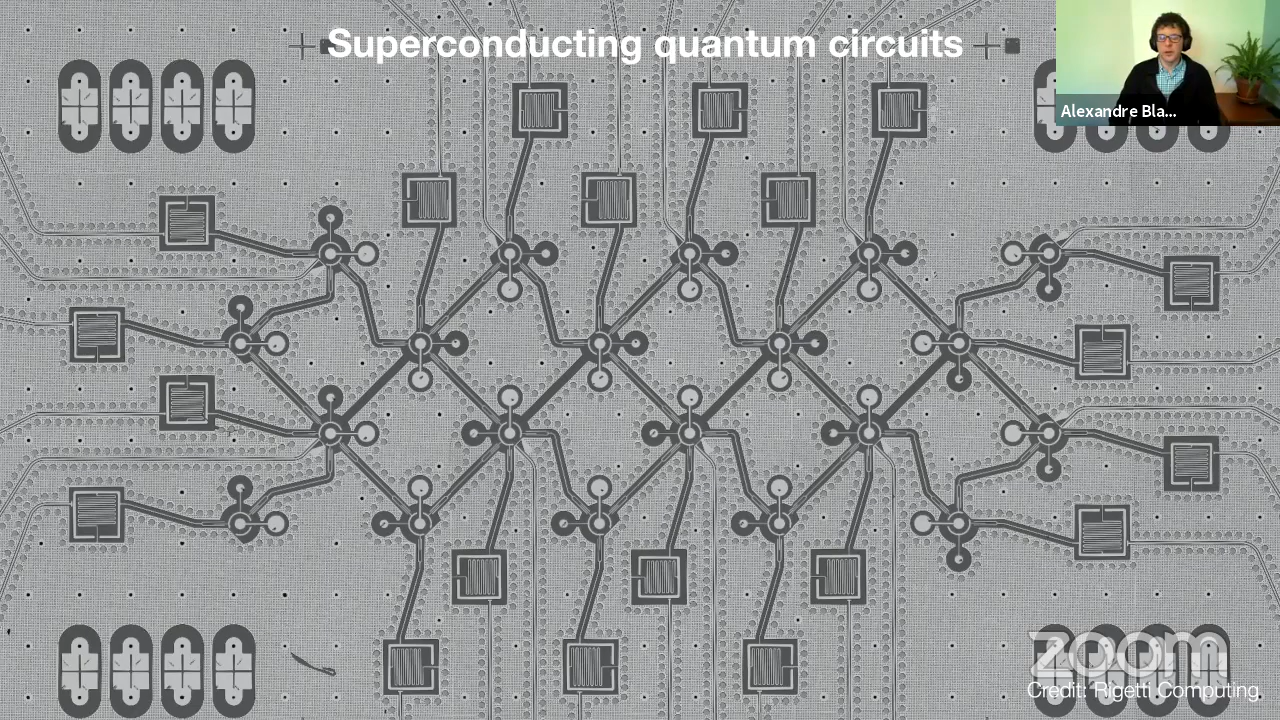 Superconducting quantum circuits
Alexandre Bla...
zoom
Credit: Rigetti Computing